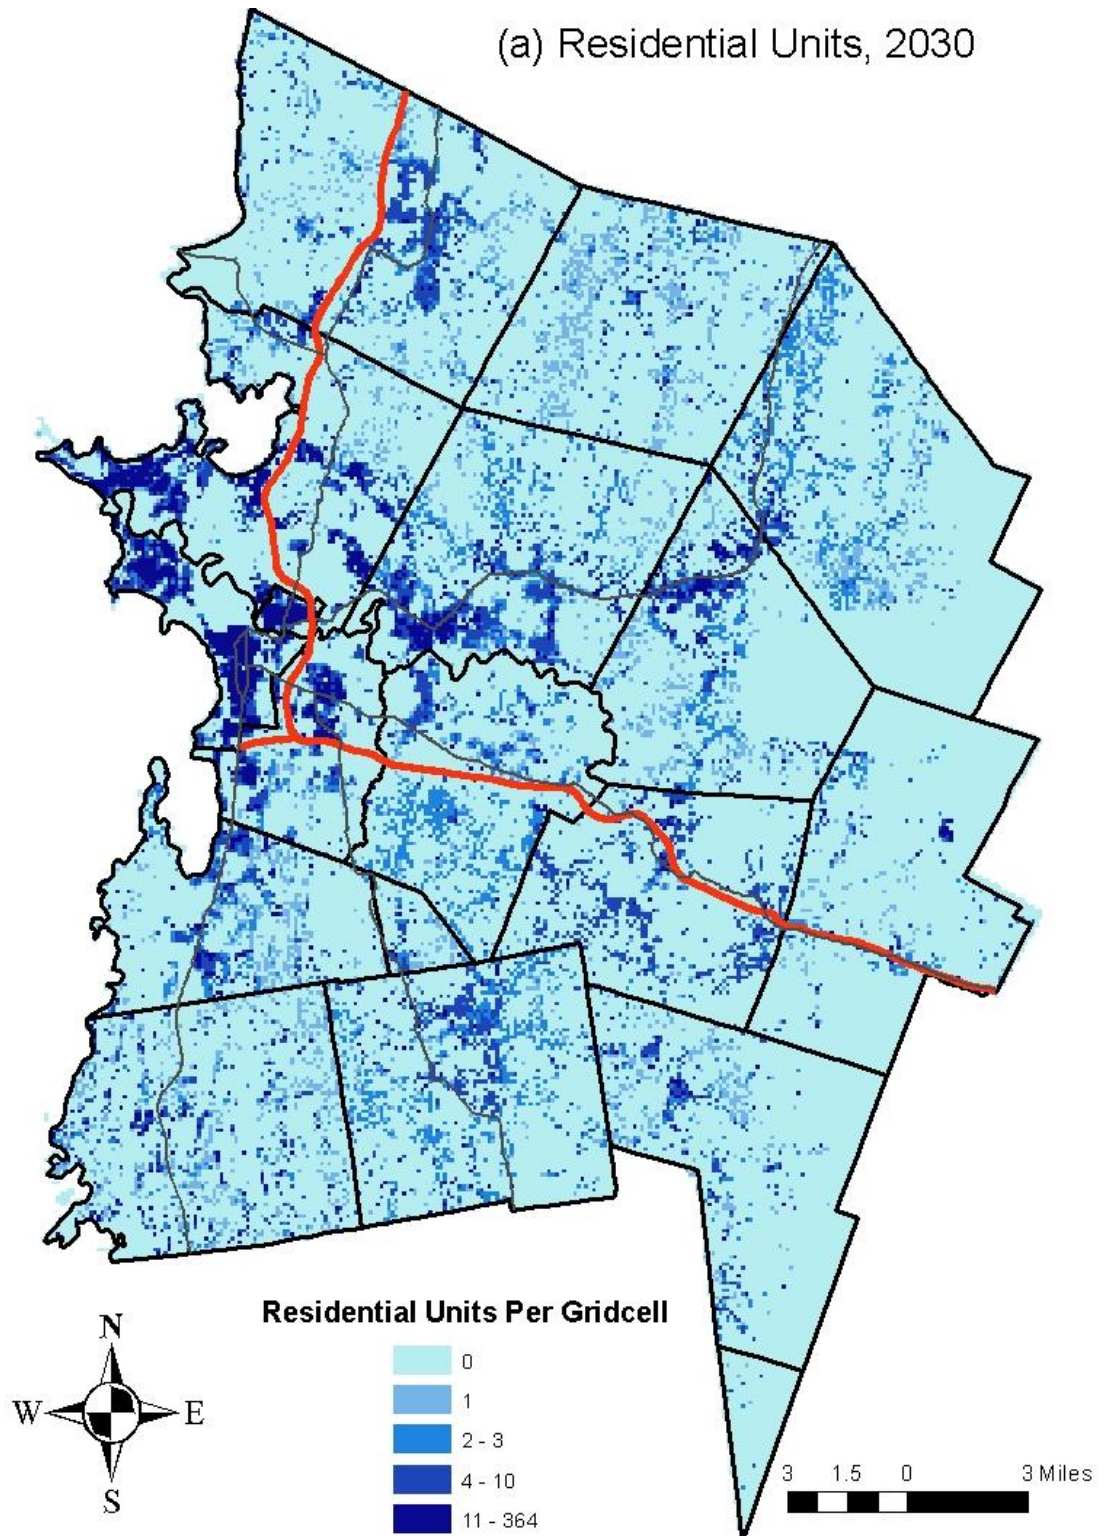 (a) Residential Units, 2030
Residential Units Per Gridcell
0
1
2 - 3
4 - 10
11 - 364
N
W E
S
3 1.5 0 3 Miles